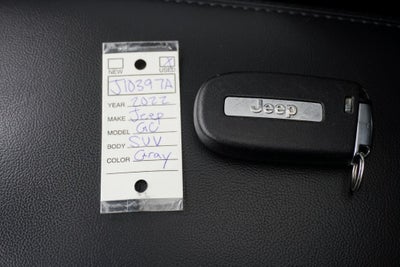 NEW X USED
J10397A
YEAR 2022
MAKE Jeep
MODEL GC
BODY SUV
COLOR Gray
Jeep